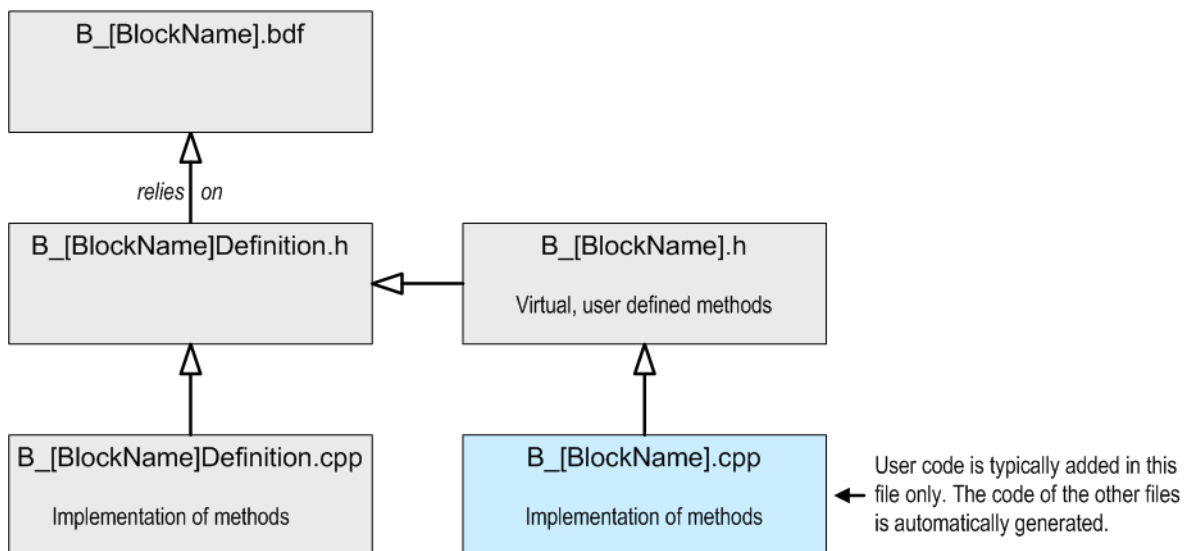 B_[BlockName].bdf
relies on
B_[BlockName]Definition.h
B_[BlockName].h
Virtual, user defined methods
B_[BlockName]Definition.cpp
Implementation of methods
B_[BlockName].cpp
Implementation of methods
User code is typically added in this
file only. The code of the other files
is automatically generated.